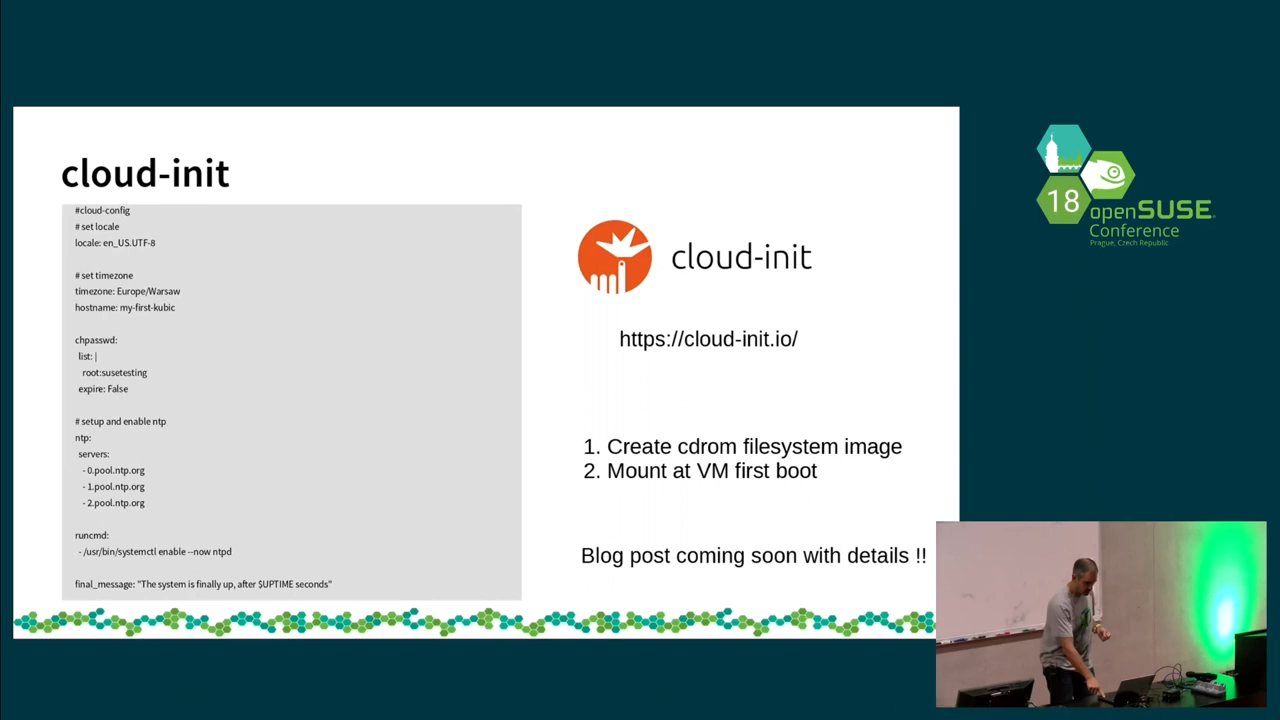 cloud-init
#cloud-config
# set locale
locale: en_US.UTF-8
# set timezone
timezone: Europe/Warsaw
hostname: my-first-kubic
chpasswd:
list: |
root:susetesting
expire: False
# setup and enable ntp
ntp:
servers:
- 0.pool.ntp.org
- 1.pool.ntp.org
- 2.pool.ntp.org
runcmd:
- /usr/bin/systemctl enable --now ntpd
final_message: "The system is finally up, after $UPTIME seconds"
cloud-init
https://cloud-init.io/
1. Create cdrom filesystem image
2. Mount at VM first boot
Blog post coming soon with details !!
18
openSUSE
Conference
Prague, Czech Republic